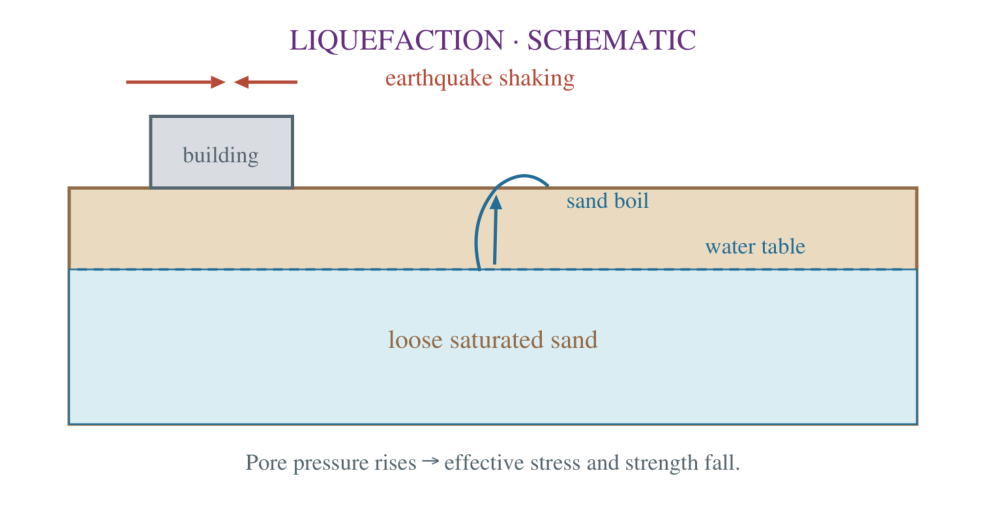 LIQUEFACTION · SCHEMATIC
earthquake shaking
building
sand boil
water table
loose saturated sand
Pore pressure rises → effective stress and strength fall.